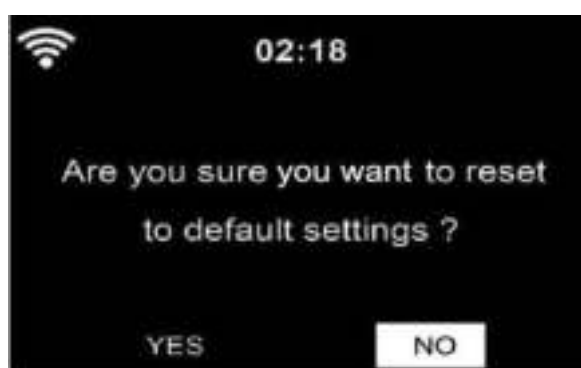 02:18
Are you sure you want to reset
to default settings ?
YES NO